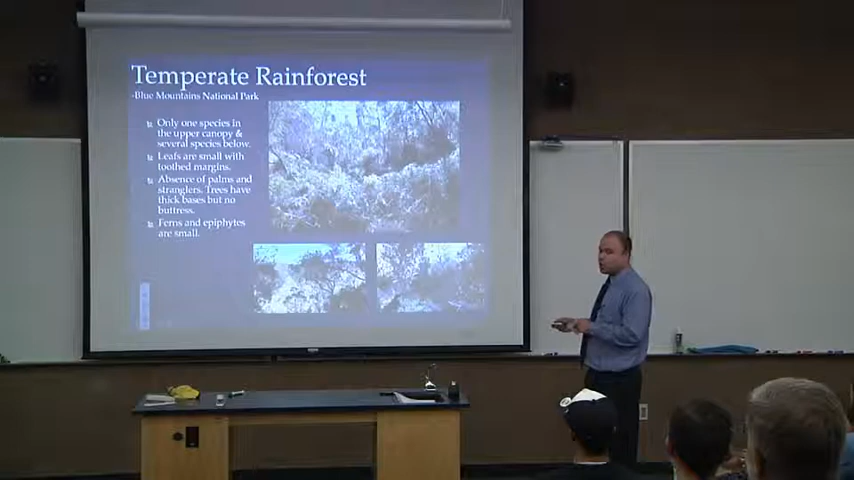 Temperate Rainforest
-Blue Mountains National Park
Only one species in
the upper canopy &
several species below.
Leafs are small with
toothed margins.
Absence of palms and
stranglers. Trees have
thick bases but no
buttress.
Ferns and epiphytes
are small.